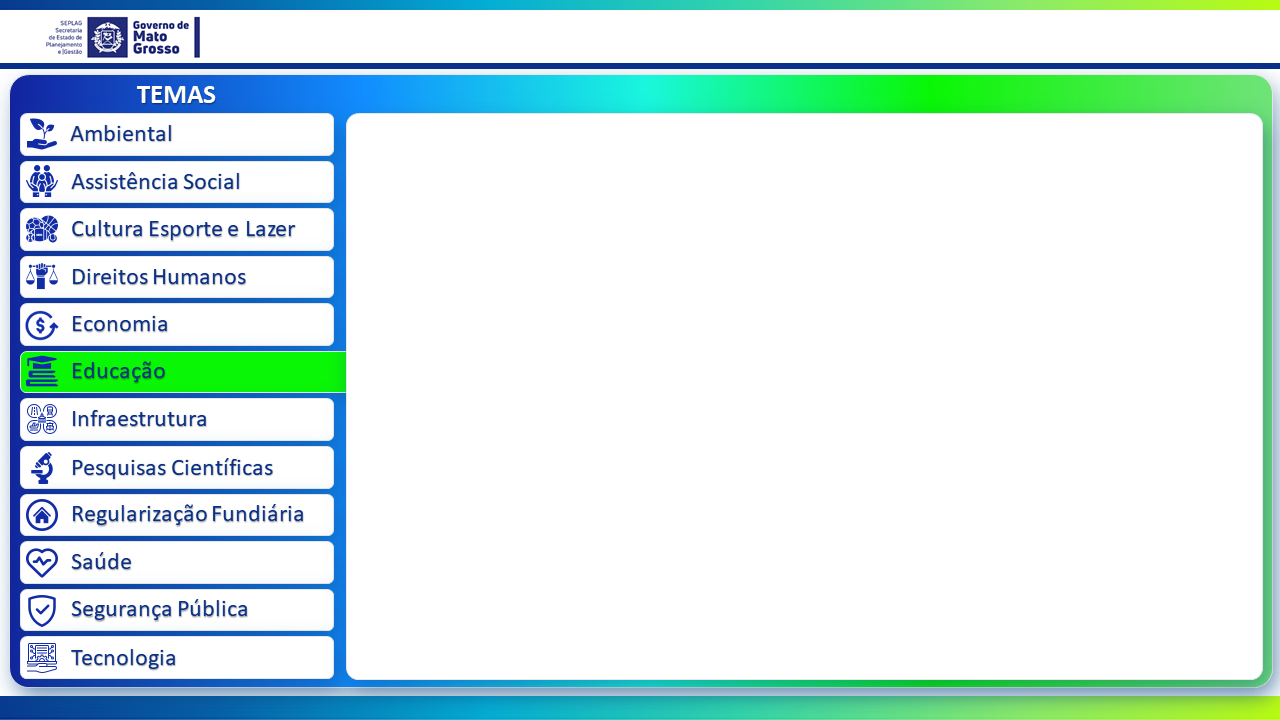 SEPLAG
Secretaria
de Estado de
Planejamento
e |Gestão
Governo de
Mato
Grosso
TEMAS
Ambiental
Assistência Social
Cultura Esporte e Lazer
Direitos Humanos
Economia
Educação
Infraestrutura
Pesquisas Científicas
Regularização Fundiária
Saúde
Segurança Pública
Tecnologia